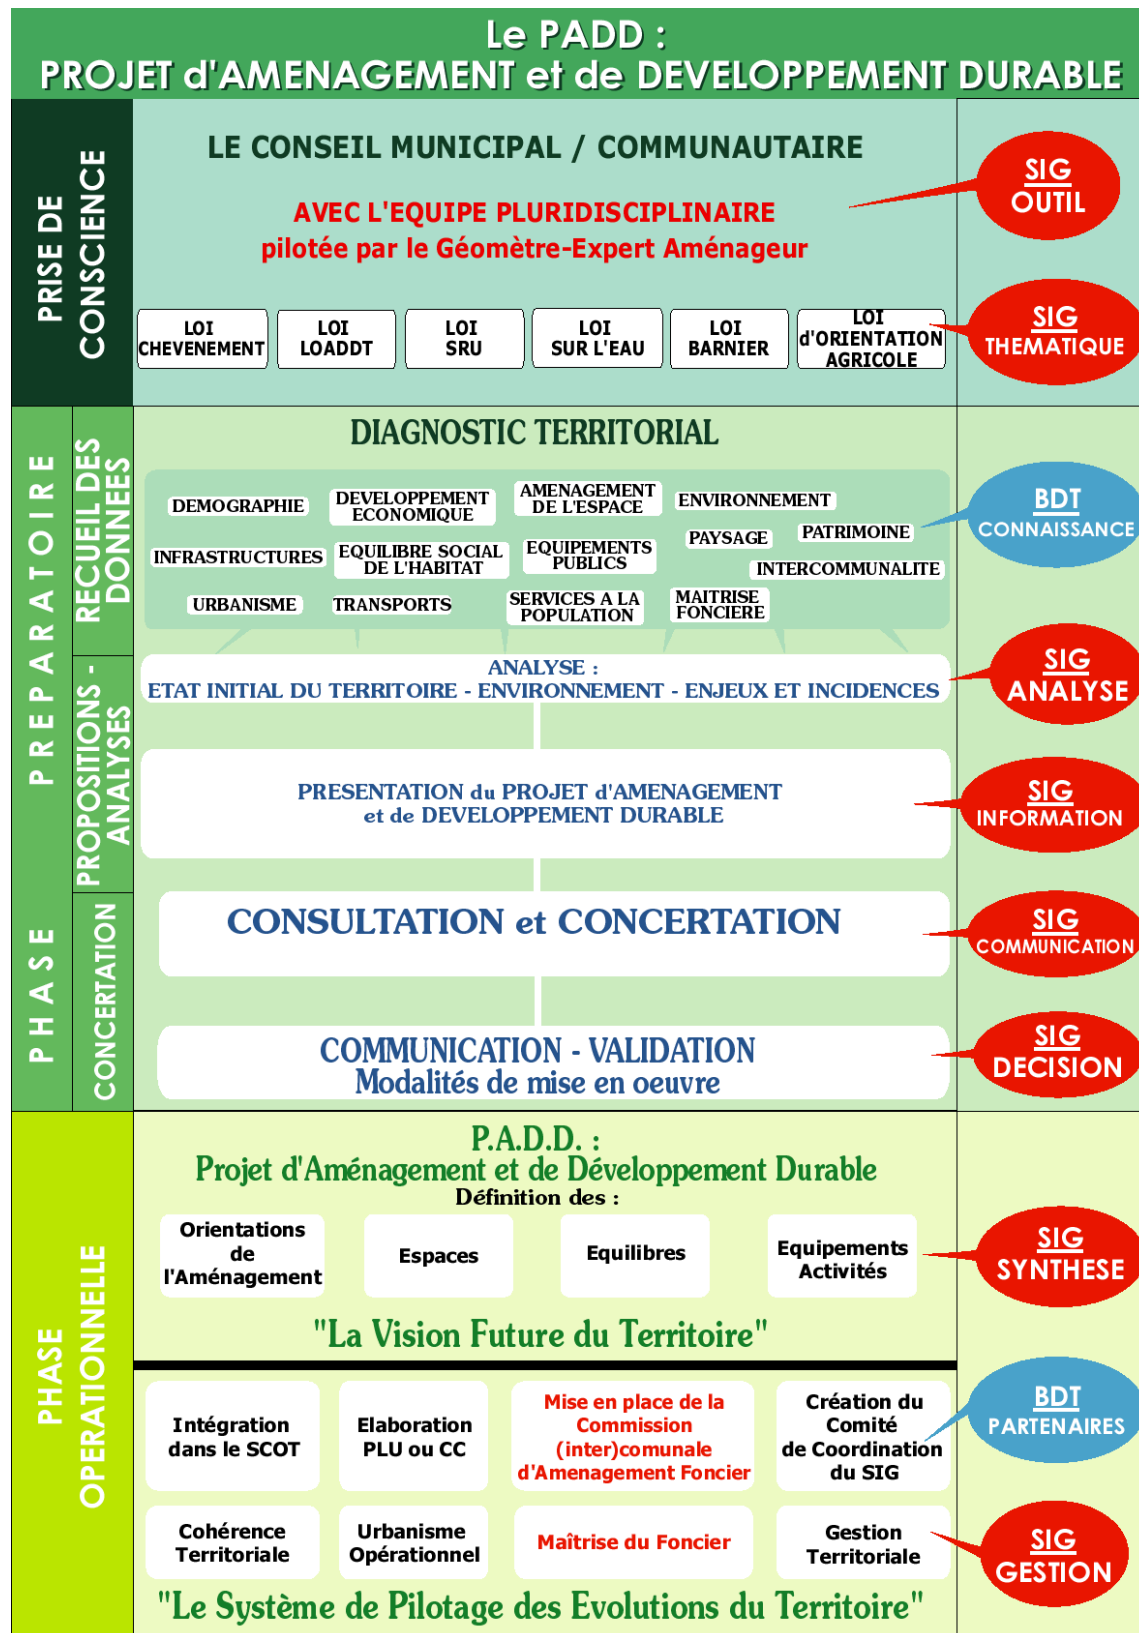 Le PADD :
PROJET d'AMENAGEMENT et de DEVELOPPEMENT DURABLE
PRISE DE
CONSCIENCE
LE CONSEIL MUNICIPAL / COMMUNAUTAIRE
AVEC L'EQUIPE PLURIDISCIPLINAIRE
pilotée par le Géomètre-Expert Aménageur
SIG
OUTIL
LOI
CHEVENEMENT
LOI
LOADDT
LOI
SRU
LOI
SUR L'EAU
LOI
BARNIER
LOI
d'ORIENTATION
AGRICOLE
SIG
THEMATIQUE
PHASE PREPARATOIRE
RECUEIL DES
DONNEES
DIAGNOSTIC TERRITORIAL
DEMOGRAPHIE
DEVELOPPEMENT
ECONOMIQUE
AMENAGEMENT
DE L'ESPACE
ENVIRONNEMENT
INFRASTRUCTURES
EQUILIBRE SOCIAL
DE L'HABITAT
EQUIPEMENTS
PUBLICS
PAYSAGE
PATRIMOINE
INTERCOMMUNALITE
URBANISME
TRANSPORTS
SERVICES A LA
POPULATION
MAITRISE
FONCIERE
BDT
CONNAISSANCE
PROPOSITIONS -
ANALYSES
ANALYSE :
ETAT INITIAL DU TERRITOIRE - ENVIRONNEMENT - ENJEUX ET INCIDENCES
SIG
ANALYSE
PRESENTATION du PROJET d'AMENAGEMENT
et de DEVELOPPEMENT DURABLE
SIG
INFORMATION
CONCERTATION
CONSULTATION et CONCERTATION
SIG
COMMUNICATION
COMMUNICATION - VALIDATION
Modalités de mise en oeuvre
SIG
DECISION
PHASE
OPERATIONNELLE
P.A.D.D. :
Projet d'Aménagement et de Développement Durable
Définition des :
Orientations
de
l'Aménagement
Espaces
Equilibres
Equipements
Activités
SIG
SYNTHESE
"La Vision Future du Territoire"
Intégration
dans le SCOT
Elaboration
PLU ou CC
Mise en place de la
Commission
(inter)comunale
d'Amenagement Foncier
Création du
Comité
de Coordination
du SIG
BDT
PARTENAIRES
Cohérence
Territoriale
Urbanisme
Opérationnel
Maîtrise du Foncier
Gestion
Territoriale
SIG
GESTION
"Le Système de Pilotage des Evolutions du Territoire"